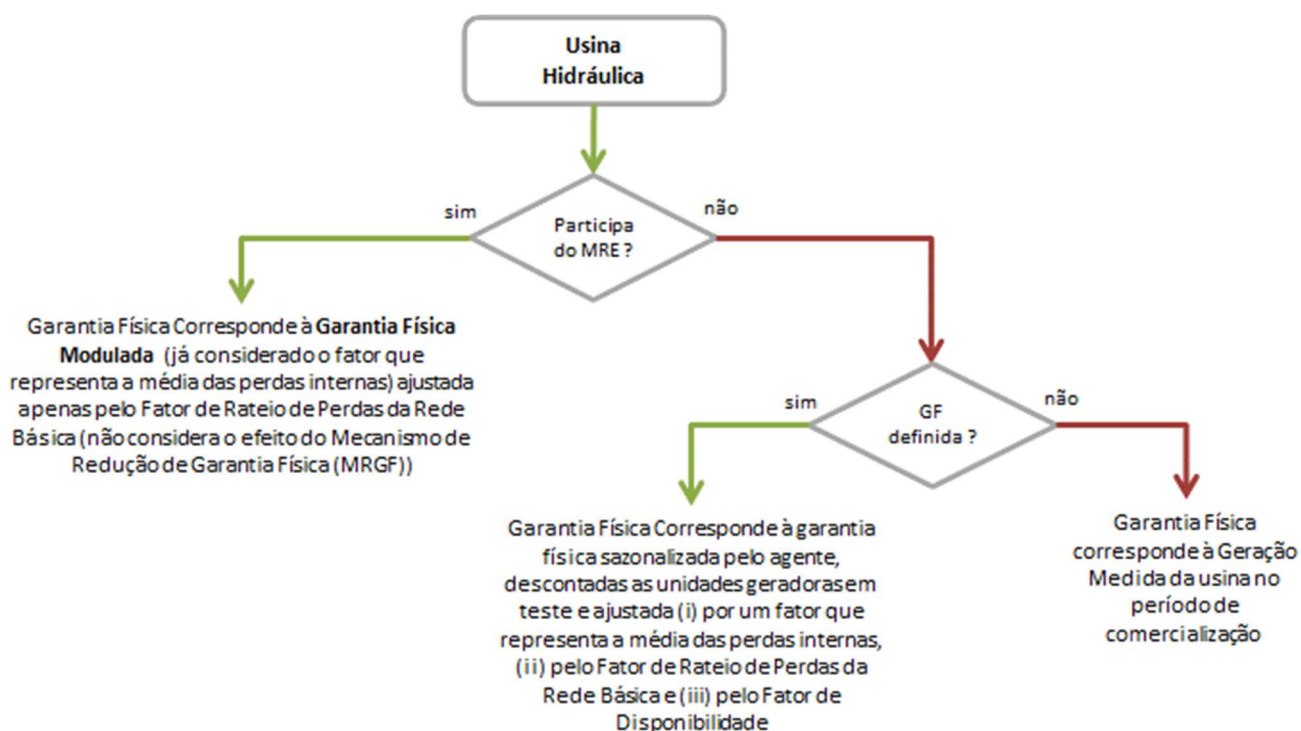 Usina
Hidráulica
sim
não
Participa
do MRE ?
Garantia Física Corresponde à Garantia Física
Modulada (já considerado o fator que
representa a média das perdas internas) ajustada
apenas pelo Fator de Rateio de Perdas da Rede
Básica (não considera o efeito do Mecanismo de
Redução de Garantia Física (MRGF))
sim
não
GF
definida ?
Garantia Física Corresponde à garantia
física sazonalizada pelo agente,
descontadas as unidades geradoras em
teste e ajustada (i) por um fator que
representa a média das perdas internas,
(ii) pelo Fator de Rateio de Perdas da
Rede Básica e (iii) pelo Fator de
Disponibilidade
Garantia Física
corresponde à Geração
Medida da usina no
período de
comercialização